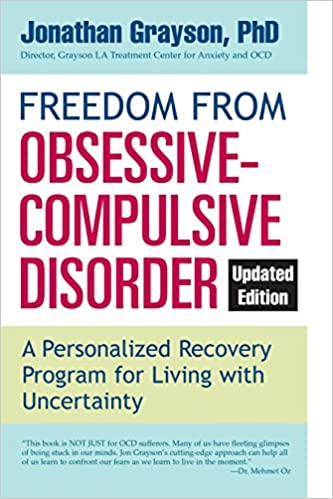 Jonathan Grayson, PhD
Director, Grayson LA Treatment Center for Anxiety and OCD
FREEDOM FROM
OBSESSIVE-
COMPULSIVE
DISORDER
Updated
Edition
A Personalized Recovery
Program for Living with
Uncertainty
"This book is NOT JUST for OCD sufferers. Many of us have fleeting glimpses
of being stuck in our minds. Jon Grayson's cutting-edge approach can help all
of us learn to confront our fears as we learn to live in the moment."
—Dr. Mehmet Oz